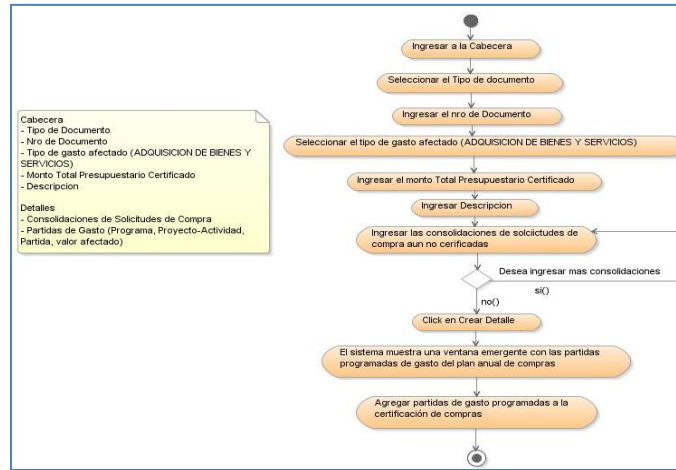 Cabecera
- Tipo de Documento
- Nro de Documento
- Tipo de gasto afectado (ADQUISICION DE BIENES Y
SERVICIOS)
- Monto Total Presupuestario Certificado
- Descripcion
Detalles
- Consolidaciones de Solicitudes de Compra
- Partidas de Gasto (Programa, Proyecto-Actividad,
Partida, valor afectado)
Ingresar a la Cabecera
Seleccionar el Tipo de documento
Ingresar el nro de Documento
Seleccionar el tipo de gasto afectado (ADQUISICION DE BIENES Y SERVICIOS)
Ingresar el monto Total Presupuestario Certificado
Ingresar Descripcion
Ingresar las consolidaciones de solciictudes de
compra aun no cerificadas
Desea ingresar mas consolidaciones
si()
no()
Click en Crear Detalle
El sistema muestra una ventana emergente con las partidas
programadas de gasto del plan anual de compras
Agregar partidas de gasto programadas a la
certificación de compras